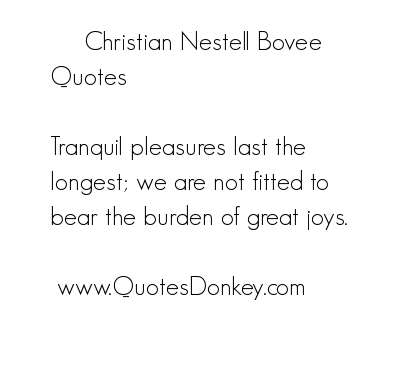 Christian Nestell Bovee
Quotes
Tranquil pleasures last the
longest; we are not fitted to
bear the burden of great joys.
www.QuotesDonkey.com